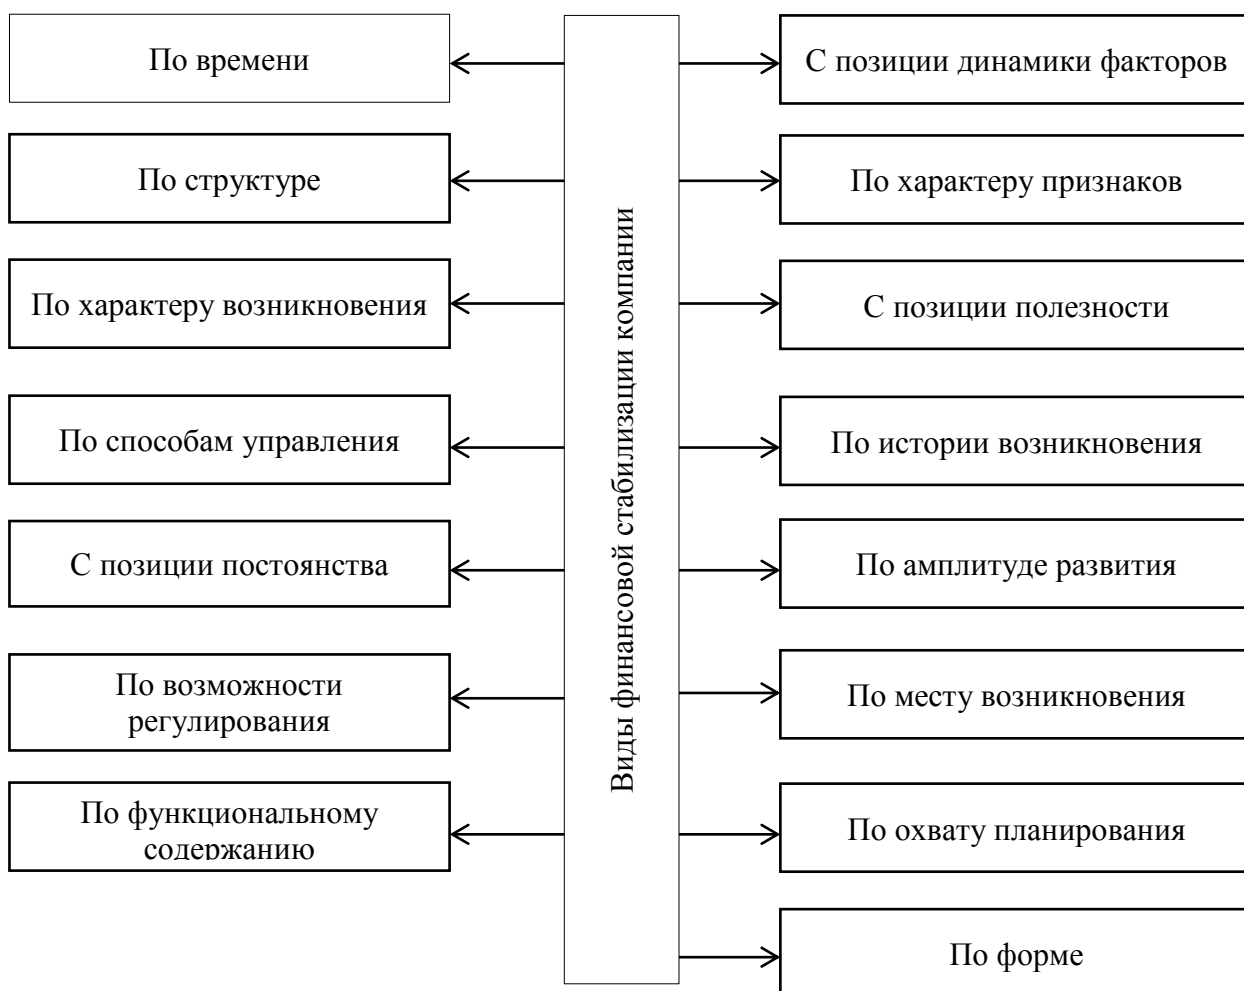 По времени
По структуре
По характеру возникновения
По способам управления
С позиции постоянства
По возможности
регулирования
По функциональному
содержанию
Виды финансовой стабилизации компании
С позиции динамики факторов
По характеру признаков
С позиции полезности
По истории возникновения
По амплитуде развития
По месту возникновения
По охвату планирования
По форме